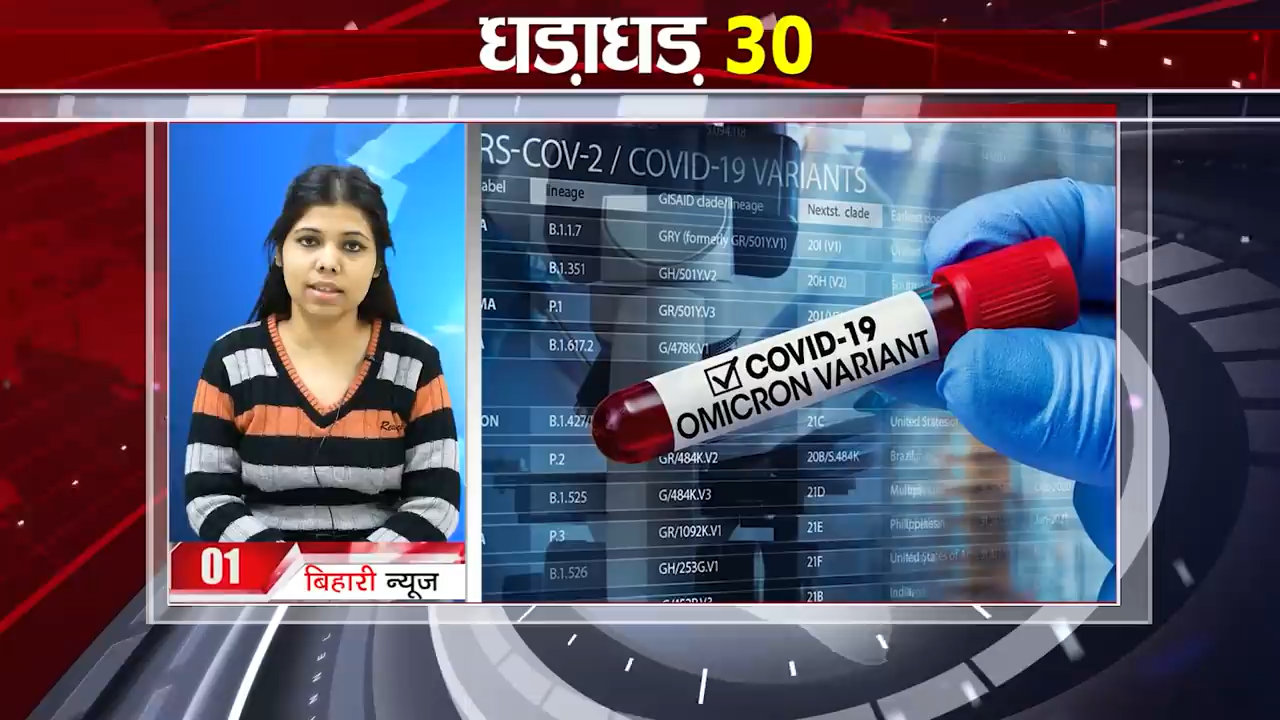 धड़ाधड़ 30
RS-COV-2 / COVID-19 VARIANTS
abel lineage GISAID clade/lineage Nextst. clade
A B.1.1.7 GRY (formerly GR/501Y.V1) 20I (V1)
B.1.351 GH/501Y.V2 20H (V2)
MA P.1 GR/501Y.V3
A B.1.617.2 G/478K.V1
COVID-19
OMICRON VARIANT
ON B.1.427/ 21C United States of
P.2 GR/484K.V2 20B/S.484K Brazil
B.1.525 G/484K.V3 21D
A P.3 GR/1092K.V1 21E Philippines
B.1.526 GH/253G.V1 21F United States of
21B
01
बिहारी न्यूज